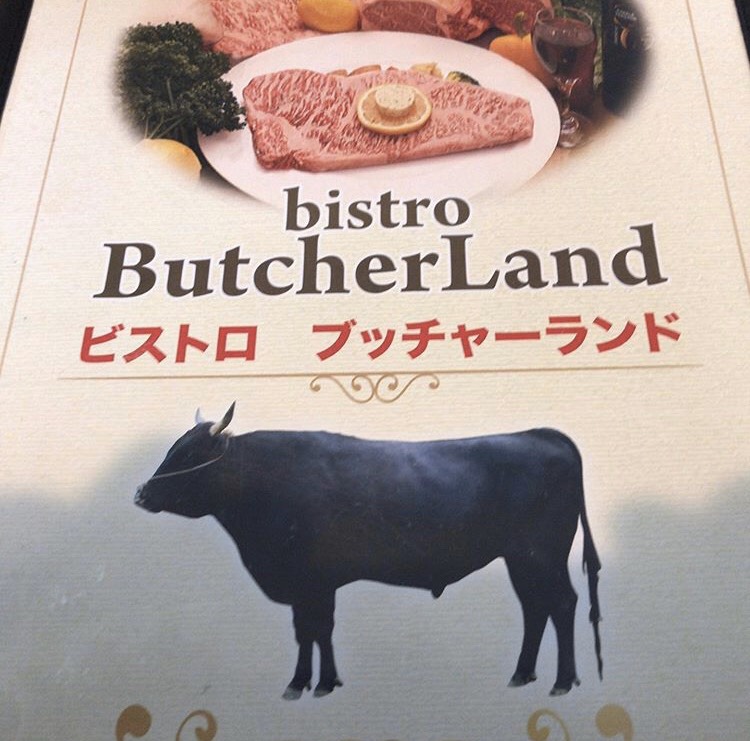 bistro
ButcherLand
ビストロ　ブッチャーランド